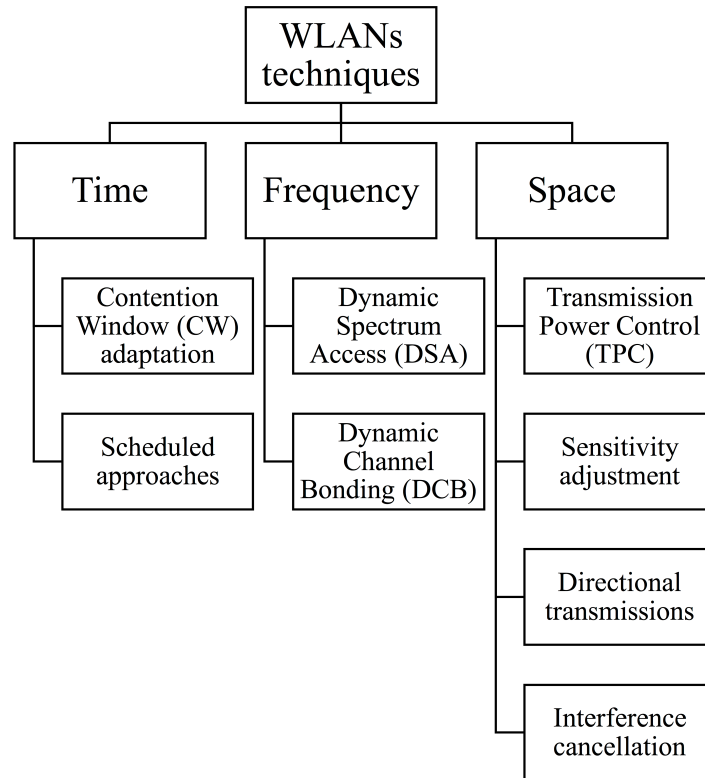 WLANs
techniques
Time
Frequency
Space
Contention
Window (CW)
adaptation
Dynamic
Spectrum
Access (DSA)
Transmission
Power Control
(TPC)
Scheduled
approaches
Dynamic
Channel
Bonding (DCB)
Sensitivity
adjustment
Directional
transmissions
Interference
cancellation